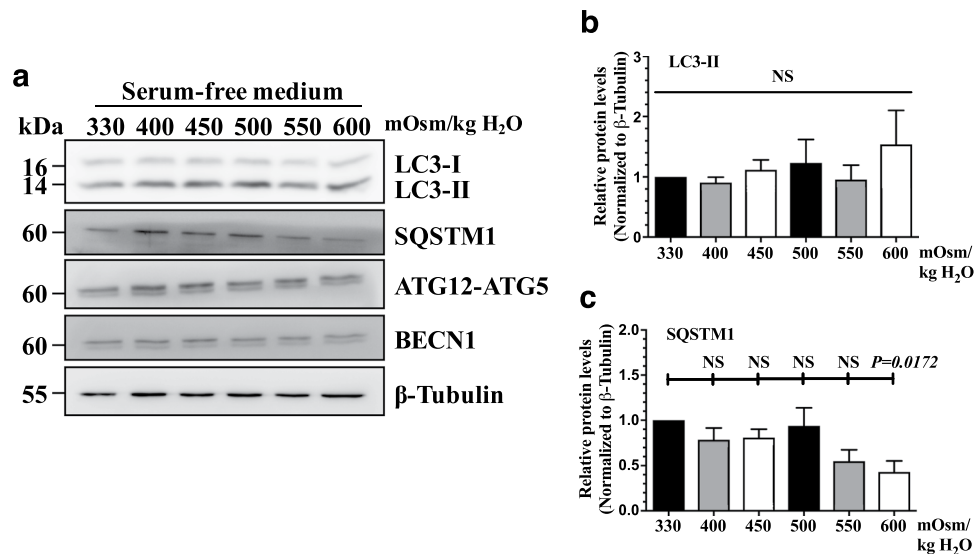 a
Serum-free medium
kDa 330 400 450 500 550 600 mOsm/kg H2O
16 LC3-I
14 LC3-II
60 SQSTM1
60 ATG12-ATG5
60 BECN1
55 β-Tubulin
b
LC3-II
NS
Relative protein levels
(Normalized to β-Tubulin)
3
2
1
0
330 400 450 500 550 600 mOsm/
kg H2O
c
SQSTM1
NS NS NS NS P=0.0172
Relative protein levels
(Normalized to β-Tubulin)
2.0
1.5
1.0
0.5
0.0
330 400 450 500 550 600 mOsm/
kg H2O